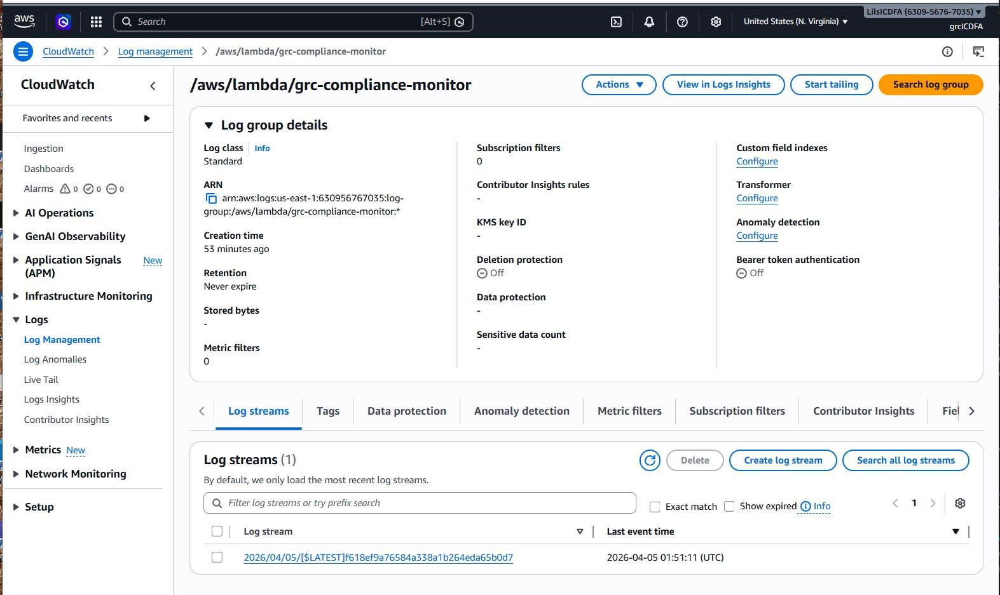 aws
Search
[Alt+S]
United States (N. Virginia)
LilsICDFA (6309-5676-7035)
grcICDFA
CloudWatch
Log management
/aws/lambda/grc-compliance-monitor
CloudWatch
Favorites and recents
Ingestion
Dashboards
Alarms 0 0 0
AI Operations
GenAI Observability
Application Signals (APM) New
Infrastructure Monitoring
Logs
Log Management
Log Anomalies
Live Tail
Logs Insights
Contributor Insights
Metrics New
Network Monitoring
Setup
/aws/lambda/grc-compliance-monitor
Actions
View in Logs Insights
Start tailing
Search log group
Log group details
Log class Info
Standard
ARN
arn:aws:logs:us-east-1:630956767035:log-
group:/aws/lambda/grc-compliance-monitor:*
Creation time
53 minutes ago
Retention
Never expire
Stored bytes
-
Metric filters
0
Subscription filters
0
Contributor Insights rules
-
KMS key ID
-
Deletion protection
Off
Data protection
-
Sensitive data count
-
Custom field indexes
Configure
Transformer
Configure
Anomaly detection
Configure
Bearer token authentication
Off
Log streams
Tags
Data protection
Anomaly detection
Metric filters
Subscription filters
Contributor Insights
Log streams (1)
Delete
Create log stream
Search all log streams
By default, we only load the most recent log streams.
Filter log streams or try prefix search
Exact match
Show expired
Info
1
Log stream
Last event time
2026/04/05/[$LATEST]f618ef9a76584a338a1b264eda65b0d7
2026-04-05 01:51:11 (UTC)